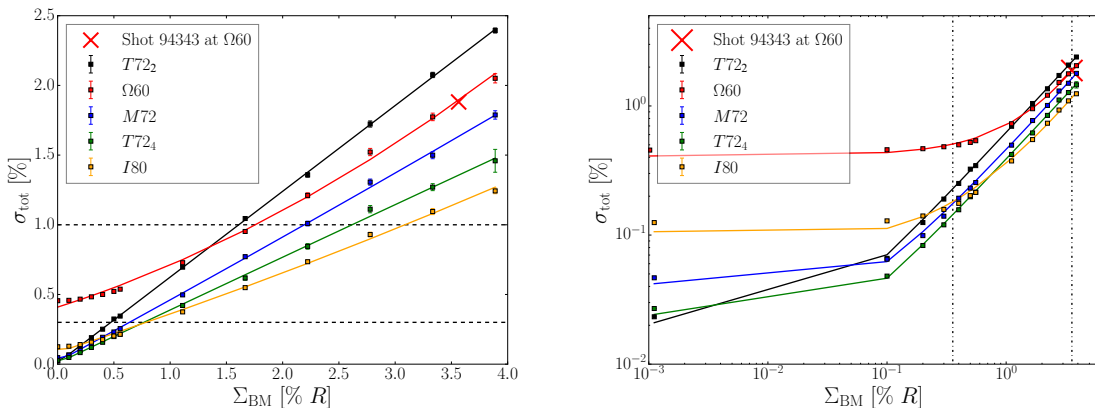 2.5
2.0
1.5
1.0
0.5
0.0
σ_tot [%]
Shot 94343 at Ω60
T72₂
Ω60
M72
T72₄
I80
0.0 0.5 1.0 1.5 2.0 2.5 3.0 3.5 4.0
Σ_BM [% R]
10⁰
10⁻¹
10⁻²
σ_tot [%]
Shot 94343 at Ω60
T72₂
Ω60
M72
T72₄
I80
10⁻³ 10⁻² 10⁻¹ 10⁰
Σ_BM [% R]